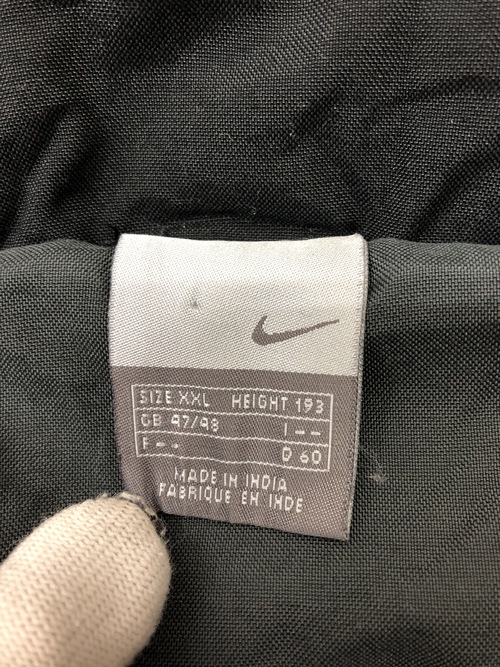 SIZE XXL HEIGHT 193
GB 47/48 I --
F -- D 60
MADE IN INDIA
FABRIQUE EN INDE